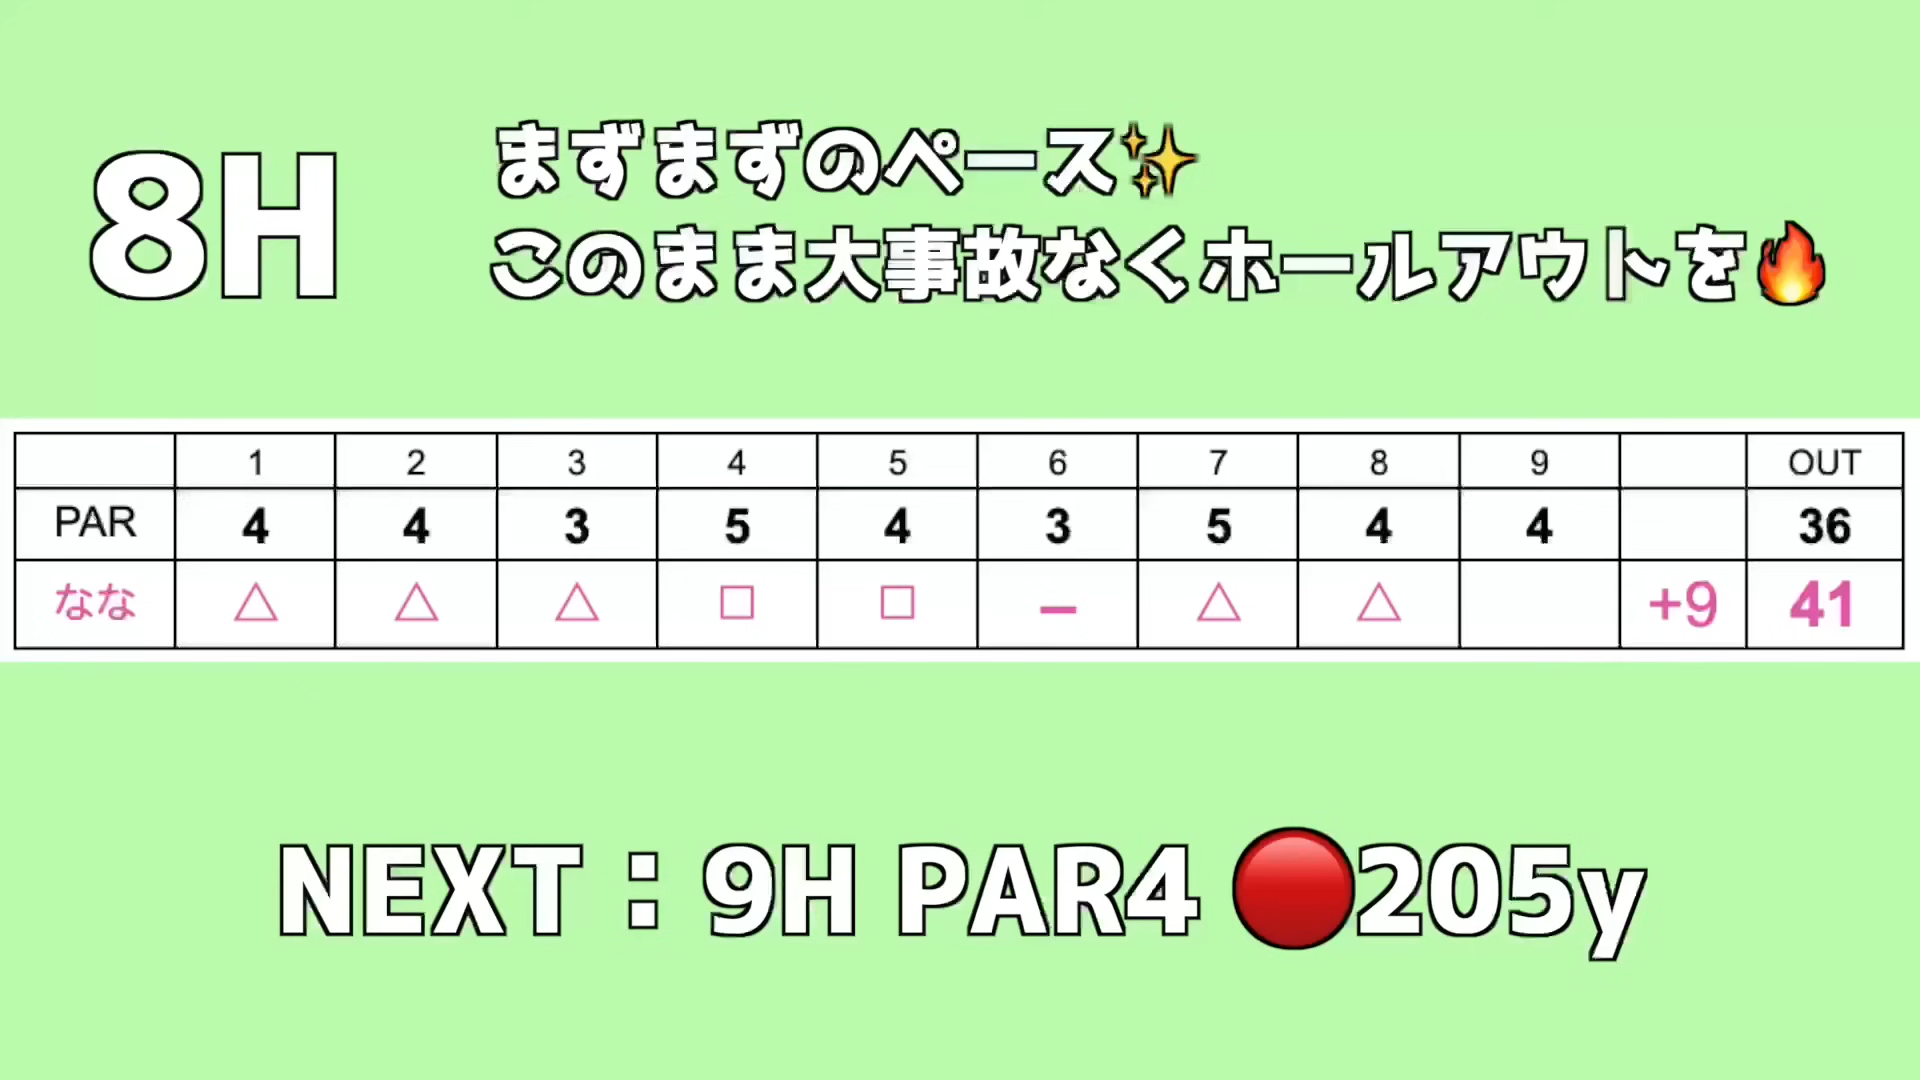 8H
まずまずのペース✨
このまま大事故なくホールアウトを🔥
1 2 3 4 5 6 7 8 9 OUT
PAR 4 4 3 5 4 3 5 4 4 36
なな △ △ △ □ □ – △ △ +9 41
NEXT：9H PAR4 🔴205y